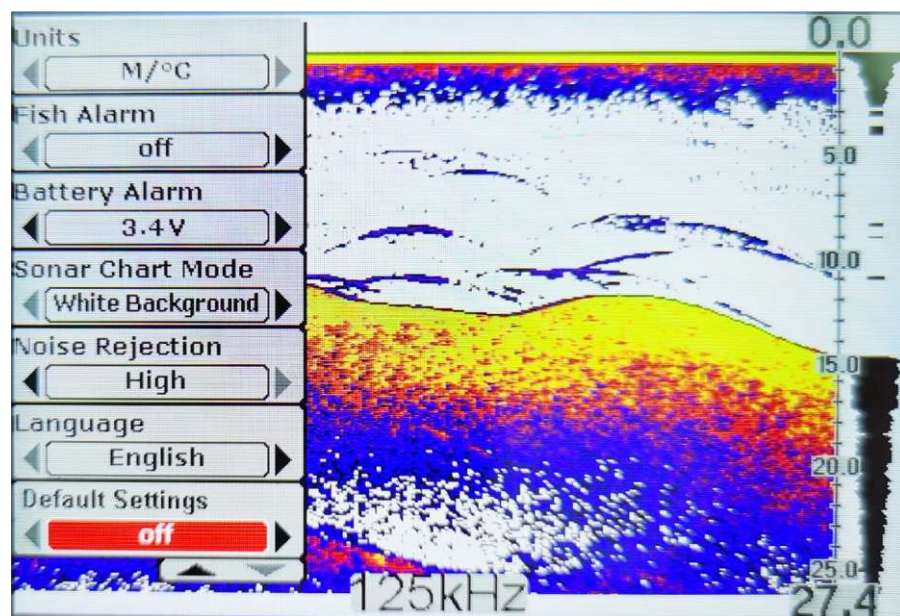 Units
M/°C
Fish Alarm
off
Battery Alarm
3.4V
Sonar Chart Mode
White Background
Noise Rejection
High
Language
English
Default Settings
off
0.0
5.0
10.0
15.0
20.0
25.0
27.4
125kHz